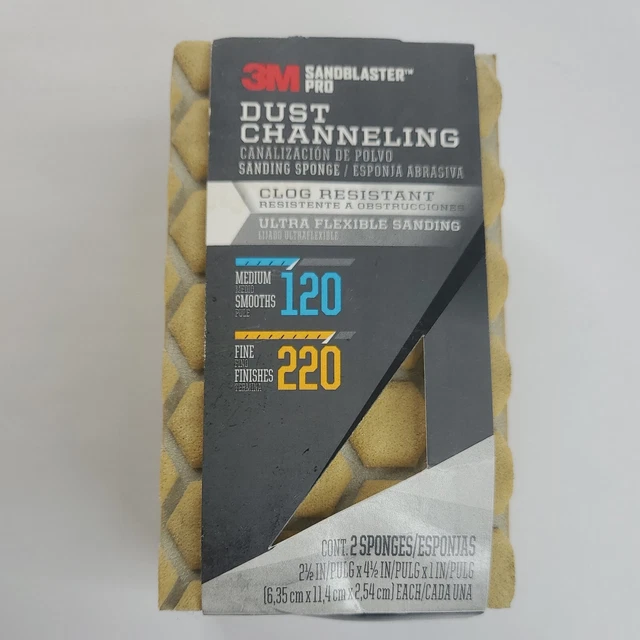 3M SANDBLASTER™
PRO
DUST
CHANNELING
CANALIZACIÓN DE POLVO
SANDING SPONGE / ESPONJA ABRASIVA
CLOG RESISTANT
RESISTENTE A OBSTRUCCIONES
ULTRA FLEXIBLE SANDING
LIJADO ULTRAFLEXIBLE
MEDIUM
MEDIO
SMOOTHS 120
PULE
FINE
FINO
FINISHES 220
TERMINA
CONT. 2 SPONGES/ESPONJAS
2½ IN/PULG x 4½ IN/PULG x 1 IN/PULG
(6,35 cm x 11,4 cm x 2,54 cm) EACH/CADA UNA